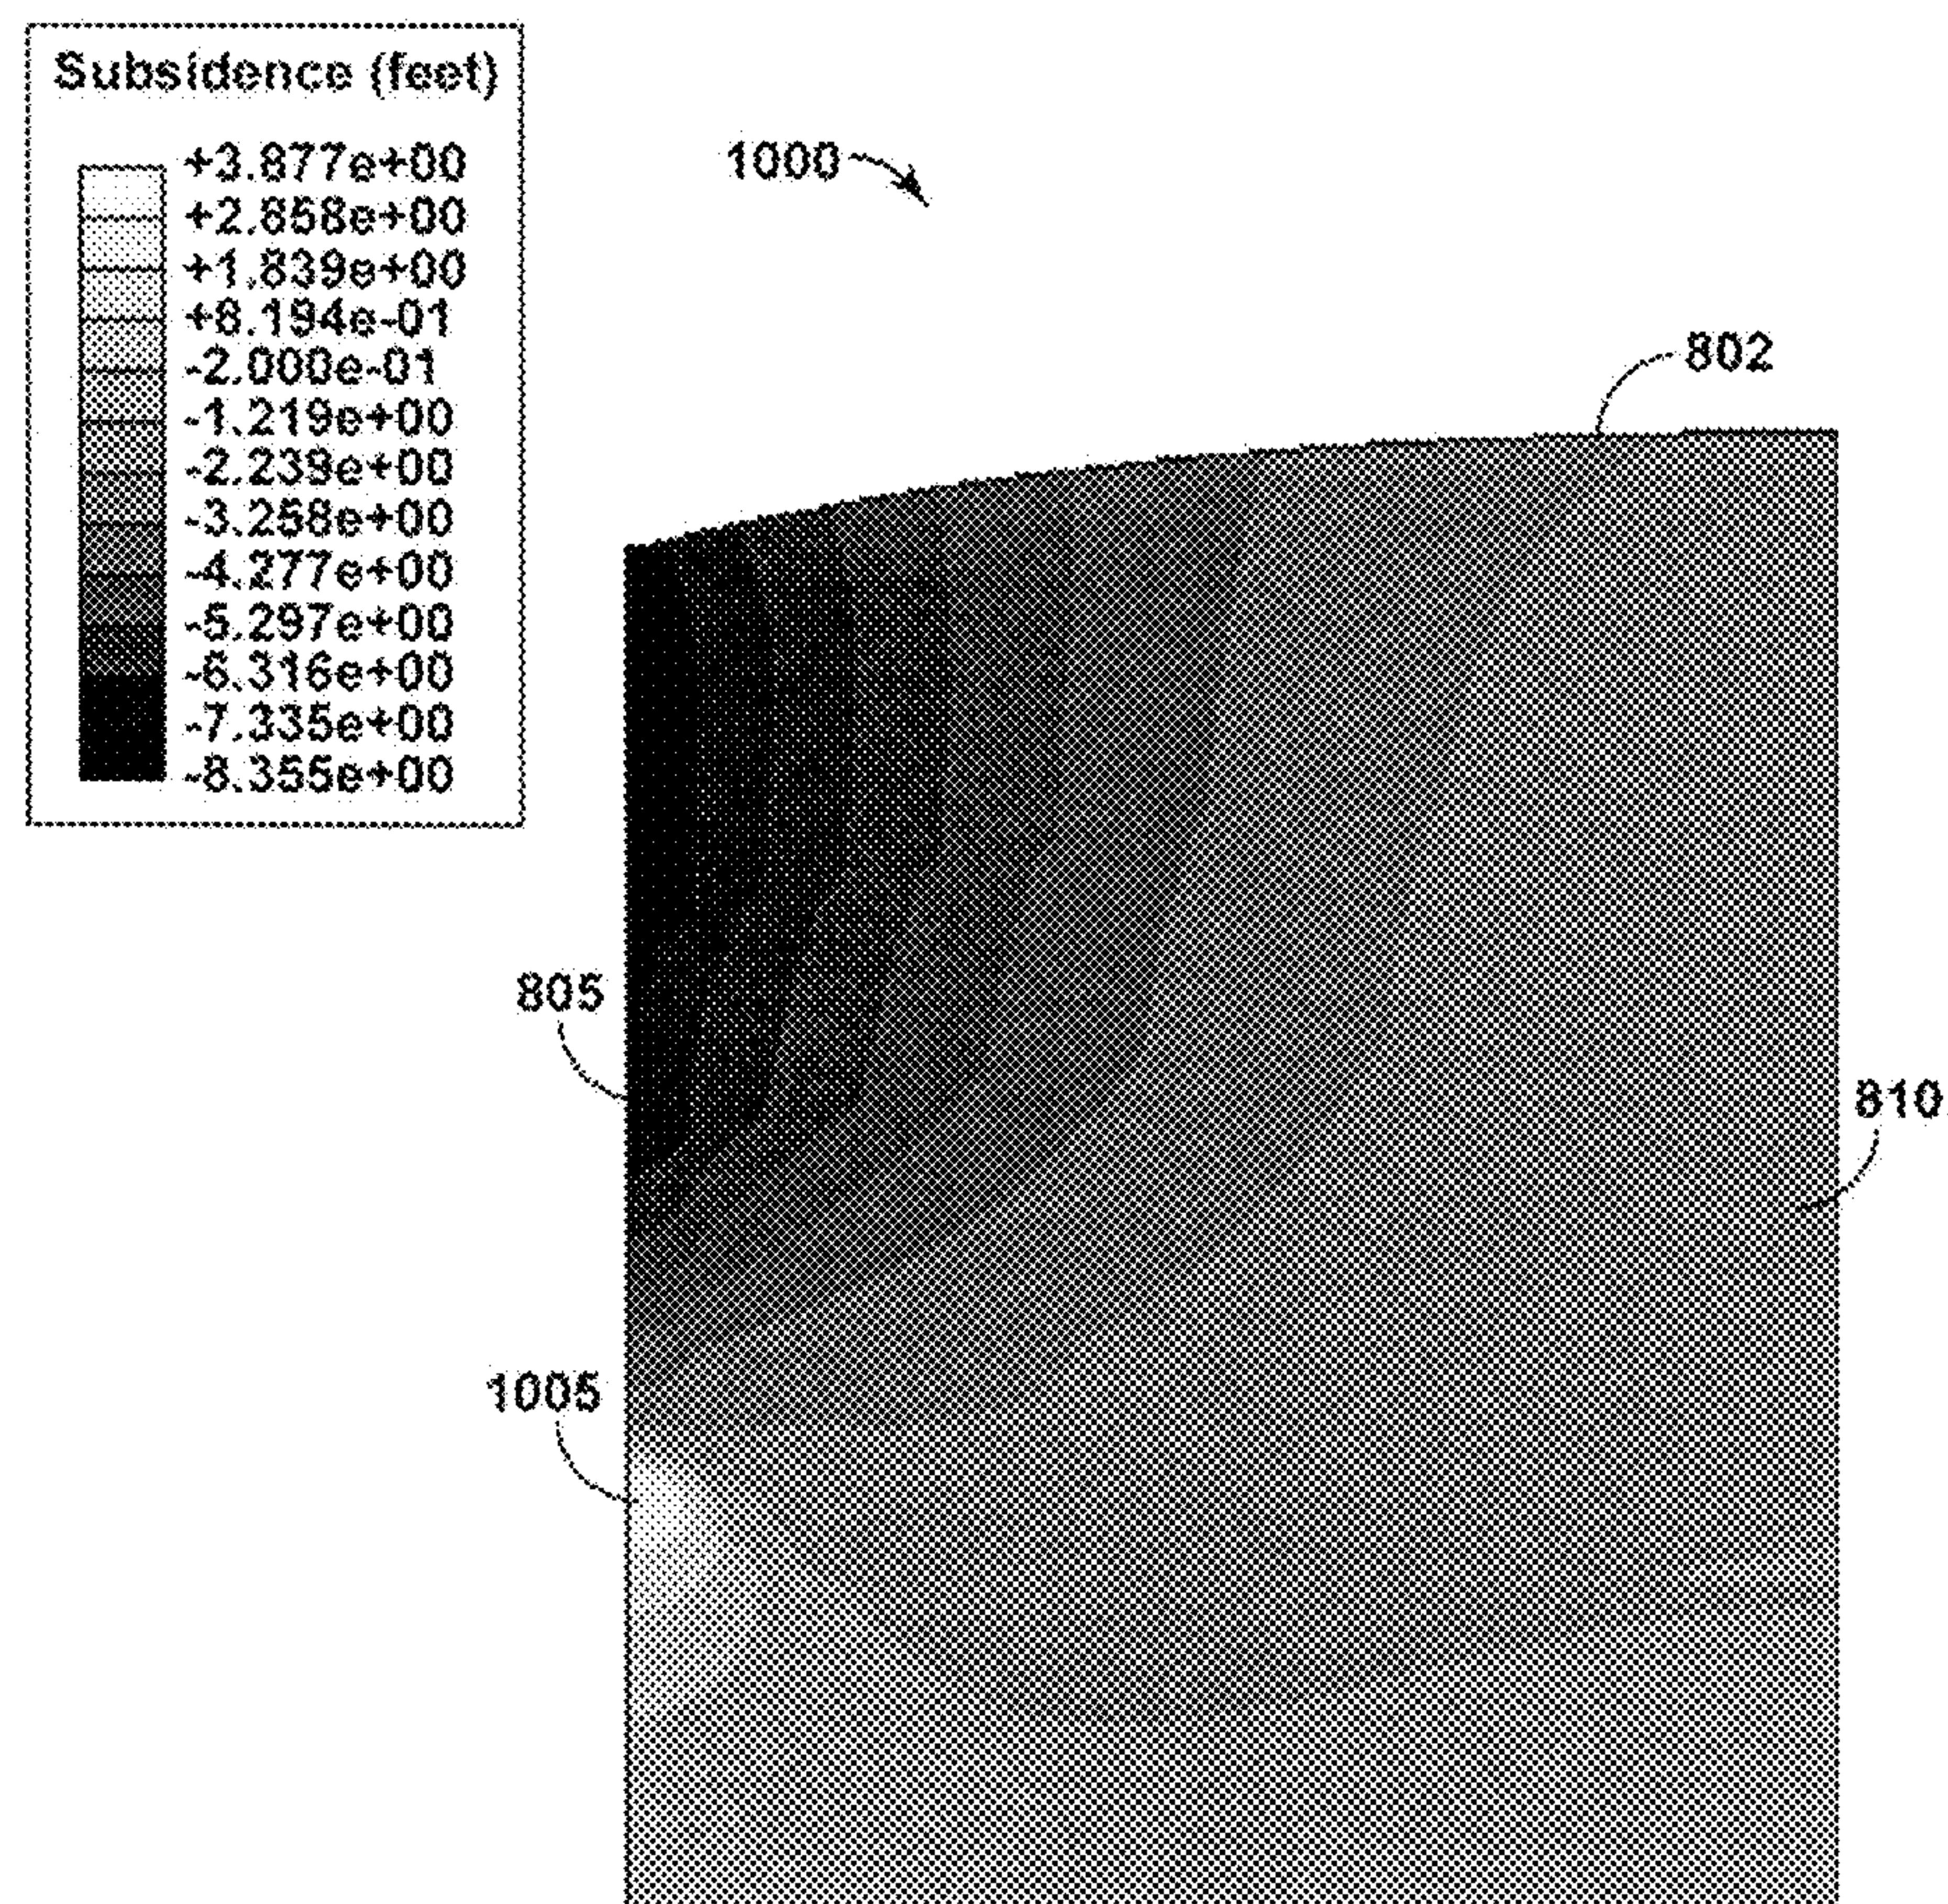 Subsidence (feet)
+3.877e+00
+2.858e+00
+1.839e+00
+8.194e-01
-2.000e-01
-1.219e+00
-2.239e+00
-3.258e+00
-4.277e+00
-5.297e+00
-6.316e+00
-7.335e+00
-8.355e+00
1000
802
805
810
1005